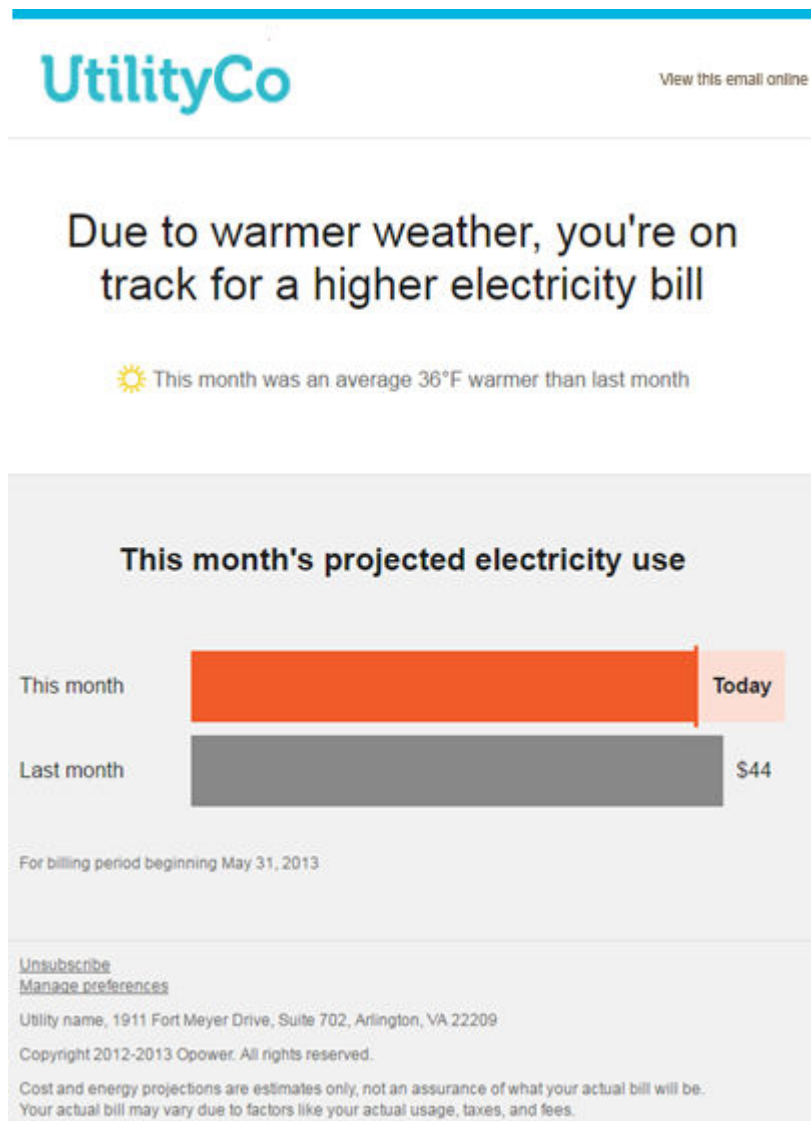 UtilityCo
View this email online
Due to warmer weather, you're on
track for a higher electricity bill
This month was an average 36°F warmer than last month
This month's projected electricity use
This month
Today
Last month
$44
For billing period beginning May 31, 2013
Unsubscribe
Manage preferences
Utility name, 1911 Fort Meyer Drive, Suite 702, Arlington, VA 22209
Copyright 2012-2013 Opower. All rights reserved.
Cost and energy projections are estimates only, not an assurance of what your actual bill will be.
Your actual bill may vary due to factors like your actual usage, taxes, and fees.